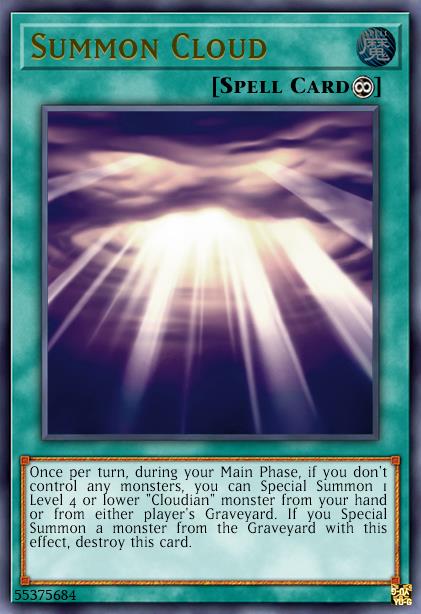 Summon Cloud
魔
[Spell Card]
Once per turn, during your Main Phase, if you don't
control any monsters, you can Special Summon 1
Level 4 or lower "Cloudian" monster from your hand
or from either player's Graveyard. If you Special
Summon a monster from the Graveyard with this
effect, destroy this card.
55375684